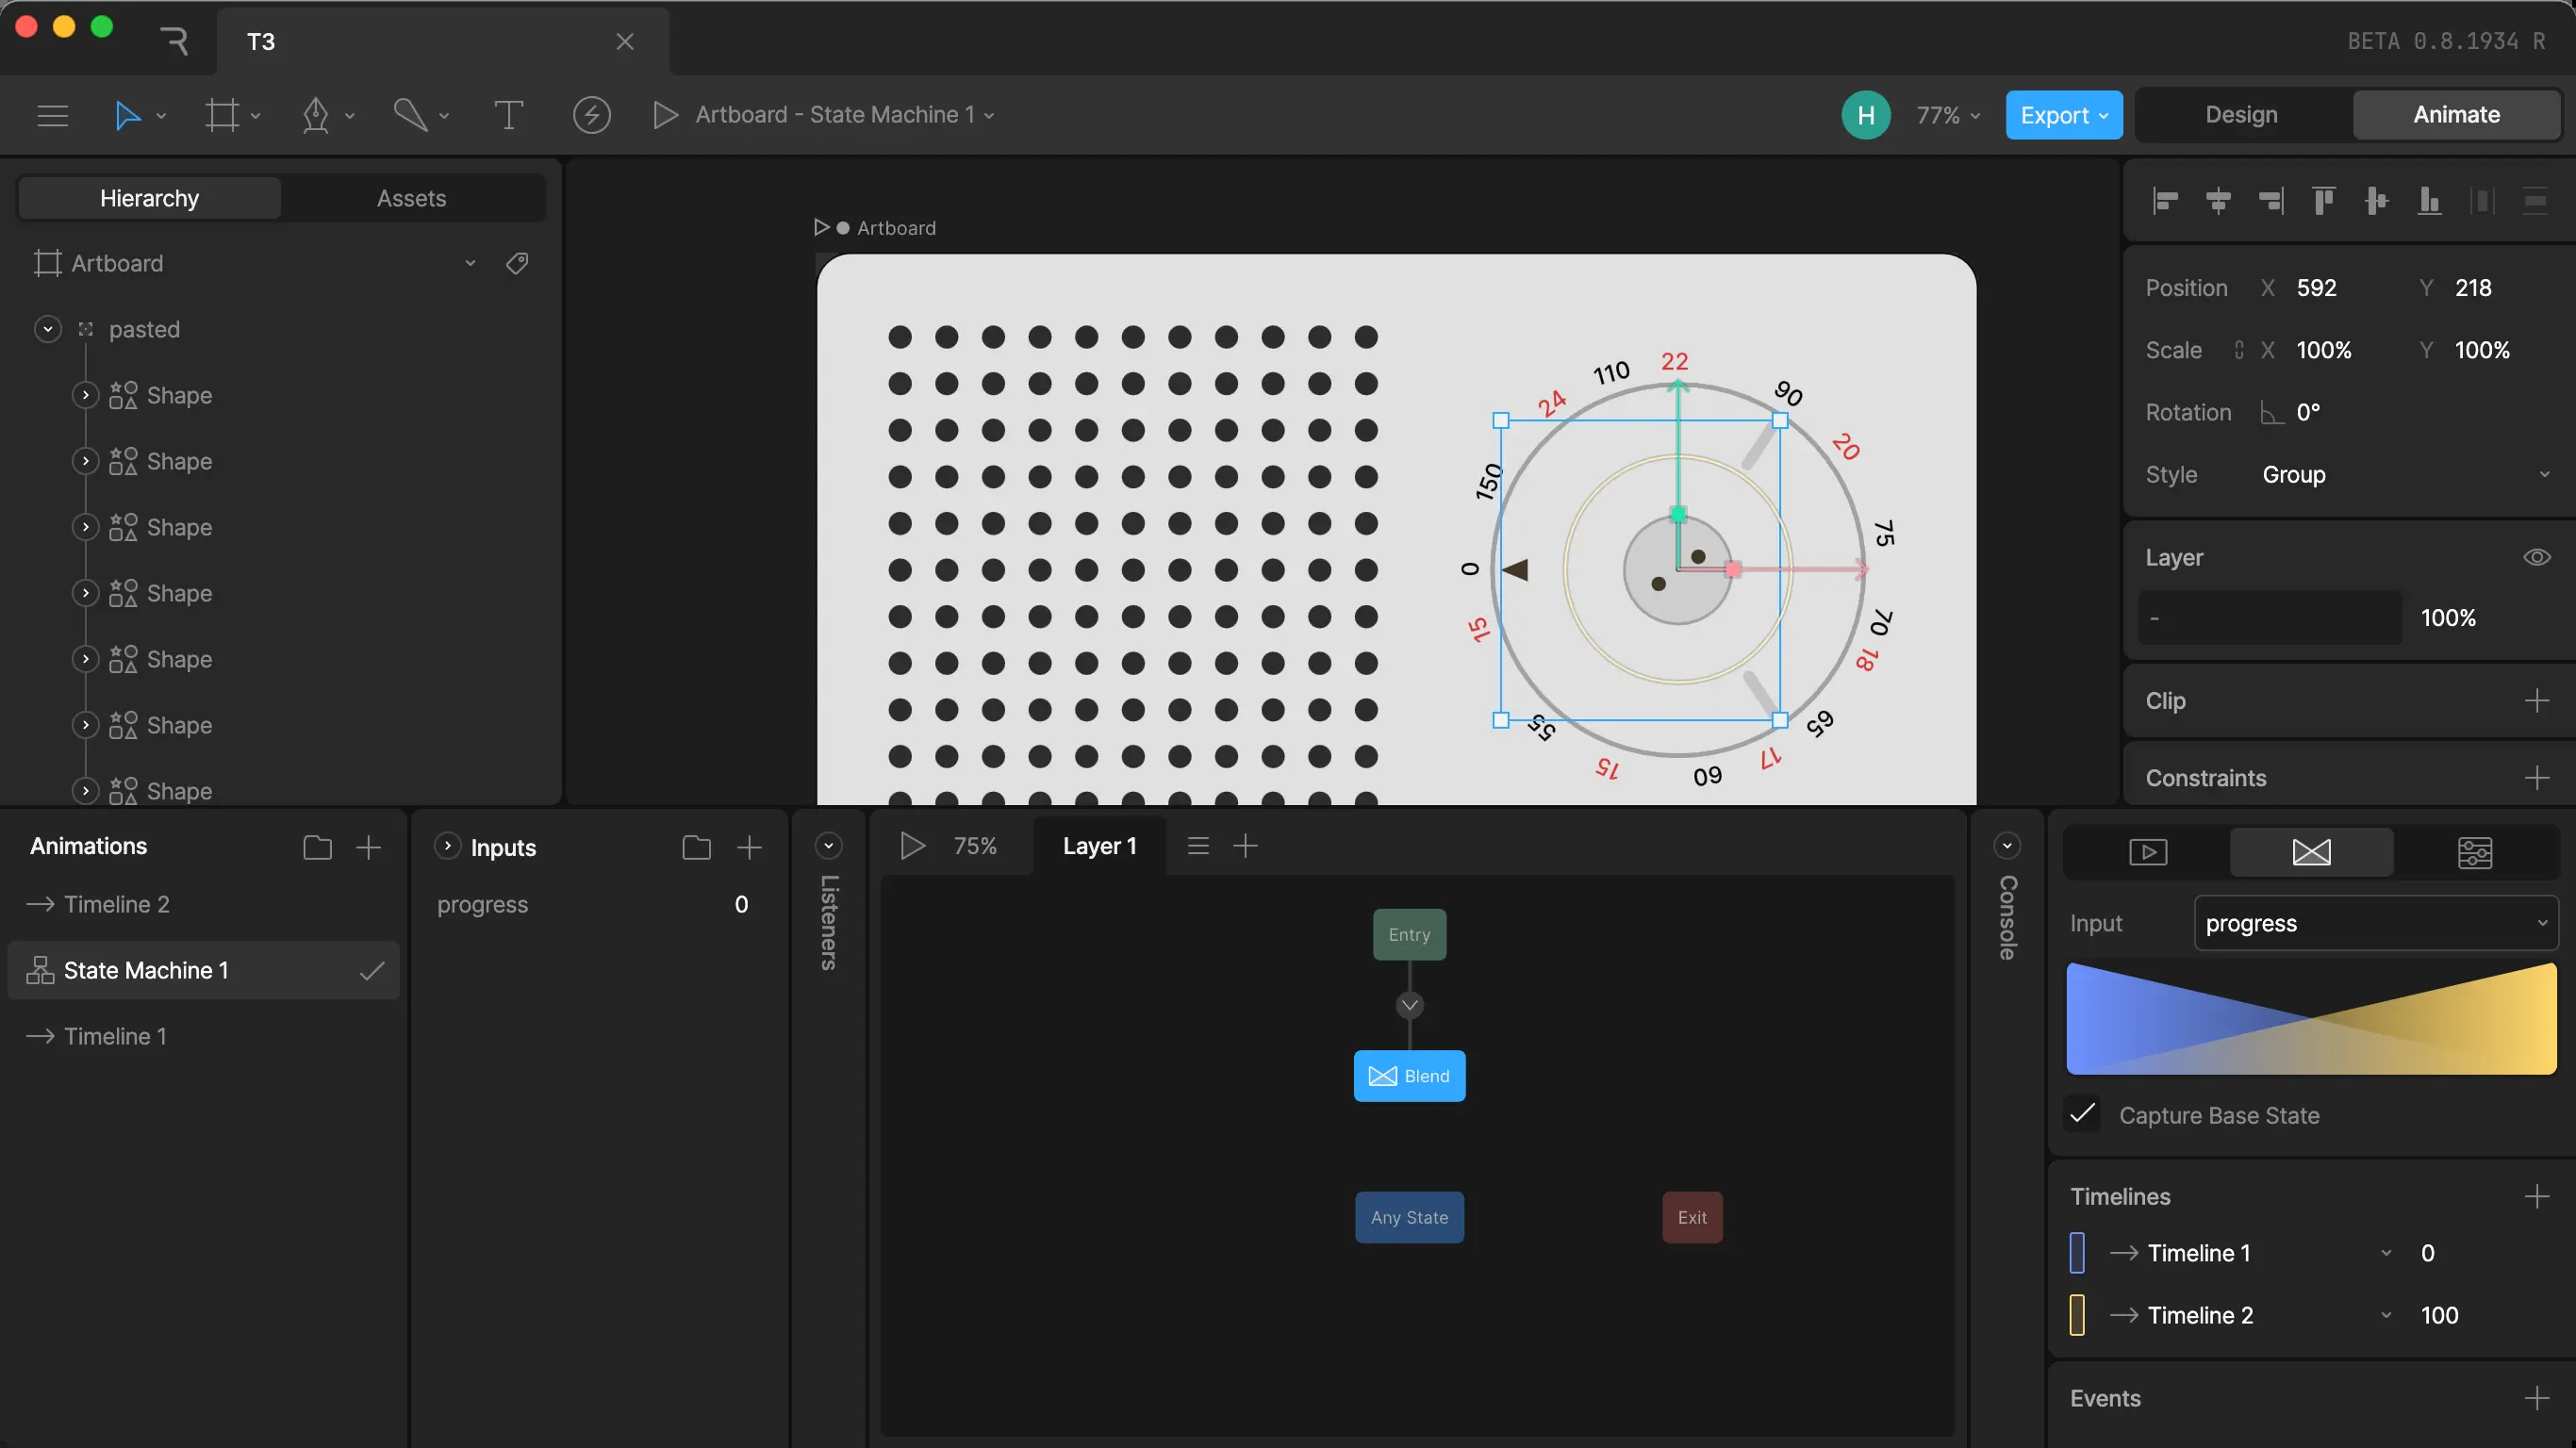 T3
BETA 0.8.1934 R
Artboard - State Machine 1
H
77%
Export
Design
Animate
Hierarchy
Assets
Artboard
pasted
Shape
Shape
Shape
Shape
Shape
Shape
Shape
Artboard
22
110
24
90
20
150
75
0
15
70
18
55
65
15
60
17
Position X 592 Y 218
Scale X 100% Y 100%
Rotation 0°
Style Group
Layer
- 100%
Clip
Constraints
Animations
Timeline 2
State Machine 1
Timeline 1
Inputs
progress 0
Listeners
75%
Layer 1
Entry
Blend
Any State
Exit
Console
Input progress
Capture Base State
Timelines
Timeline 1 0
Timeline 2 100
Events